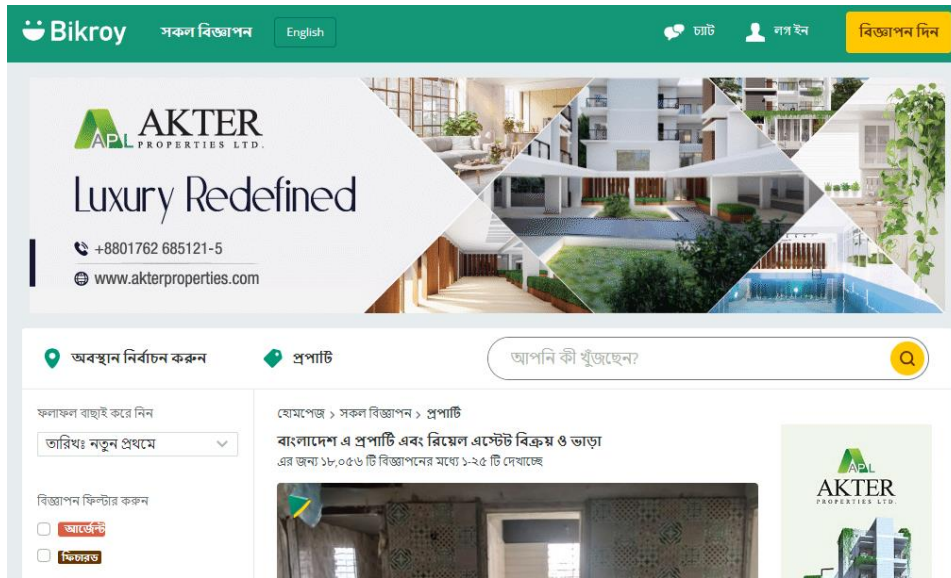 Bikroy সকল বিজ্ঞাপন English চ্যাট লগ ইন বিজ্ঞাপন দিন
APL AKTER
PROPERTIES LTD.
Luxury Redefined
+8801762 685121-5
www.akterproperties.com
অবস্থান নির্বাচন করুন প্রপার্টি আপনি কী খুঁজছেন?
ফলাফল বাছাই করে নিন
তারিখঃ নতুন প্রথমে
বিজ্ঞাপন ফিল্টার করুন
আর্জেন্ট
ফিচারড
হোমপেজ > সকল বিজ্ঞাপন > প্রপার্টি
বাংলাদেশ এ প্রপার্টি এবং রিয়েল এস্টেট বিক্রয় ও ভাড়া
এর জন্য ১৮,০৫৬ টি বিজ্ঞাপনের মধ্যে ১-২৫ টি দেখাচ্ছে
APL
AKTER
PROPERTIES LTD.